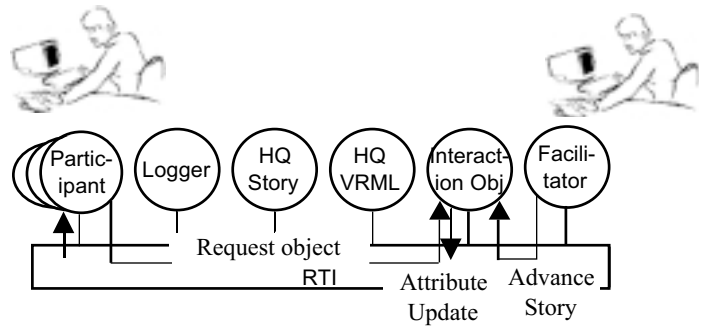 Partic-
ipant
Logger
HQ
Story
HQ
VRML
Interact-
ion Obj
Facili-
tator
Request object
RTI
Attribute
Update
Advance
Story